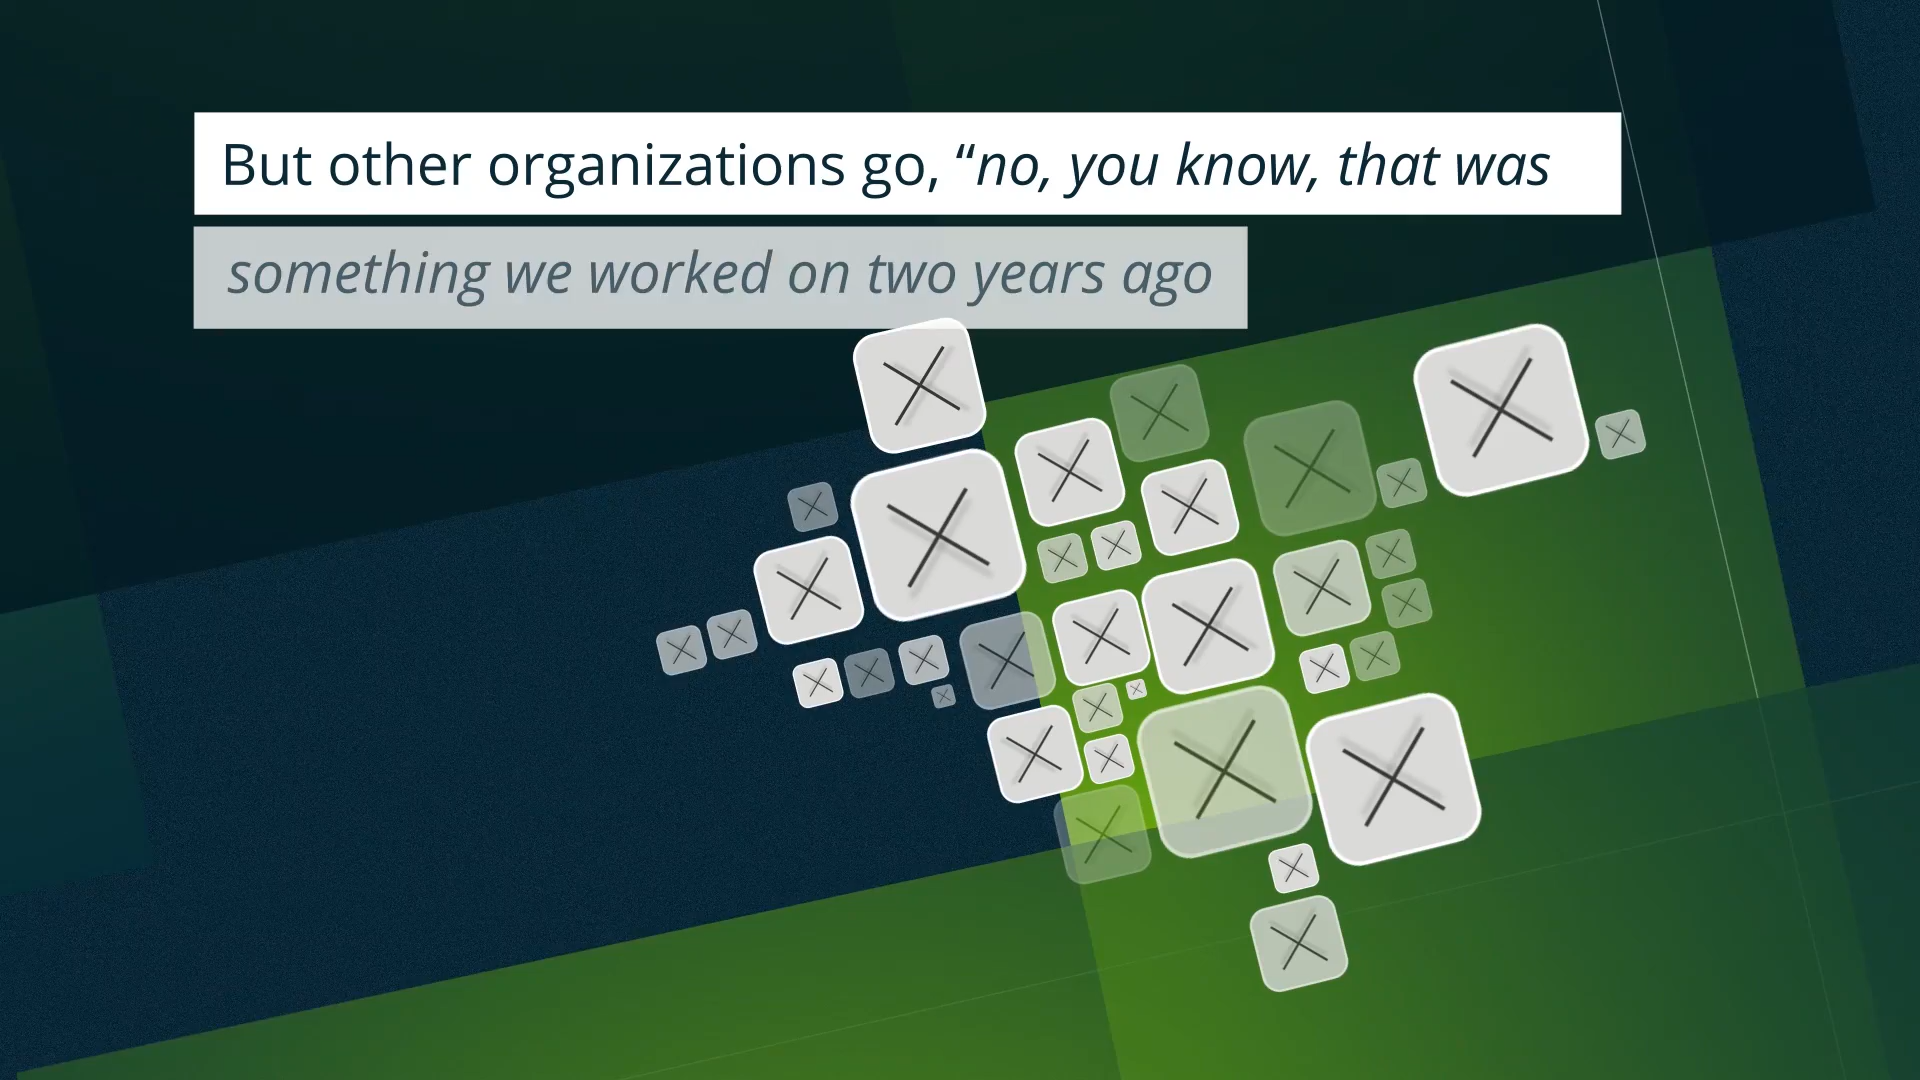 But other organizations go, “no, you know, that was
something we worked on two years ago